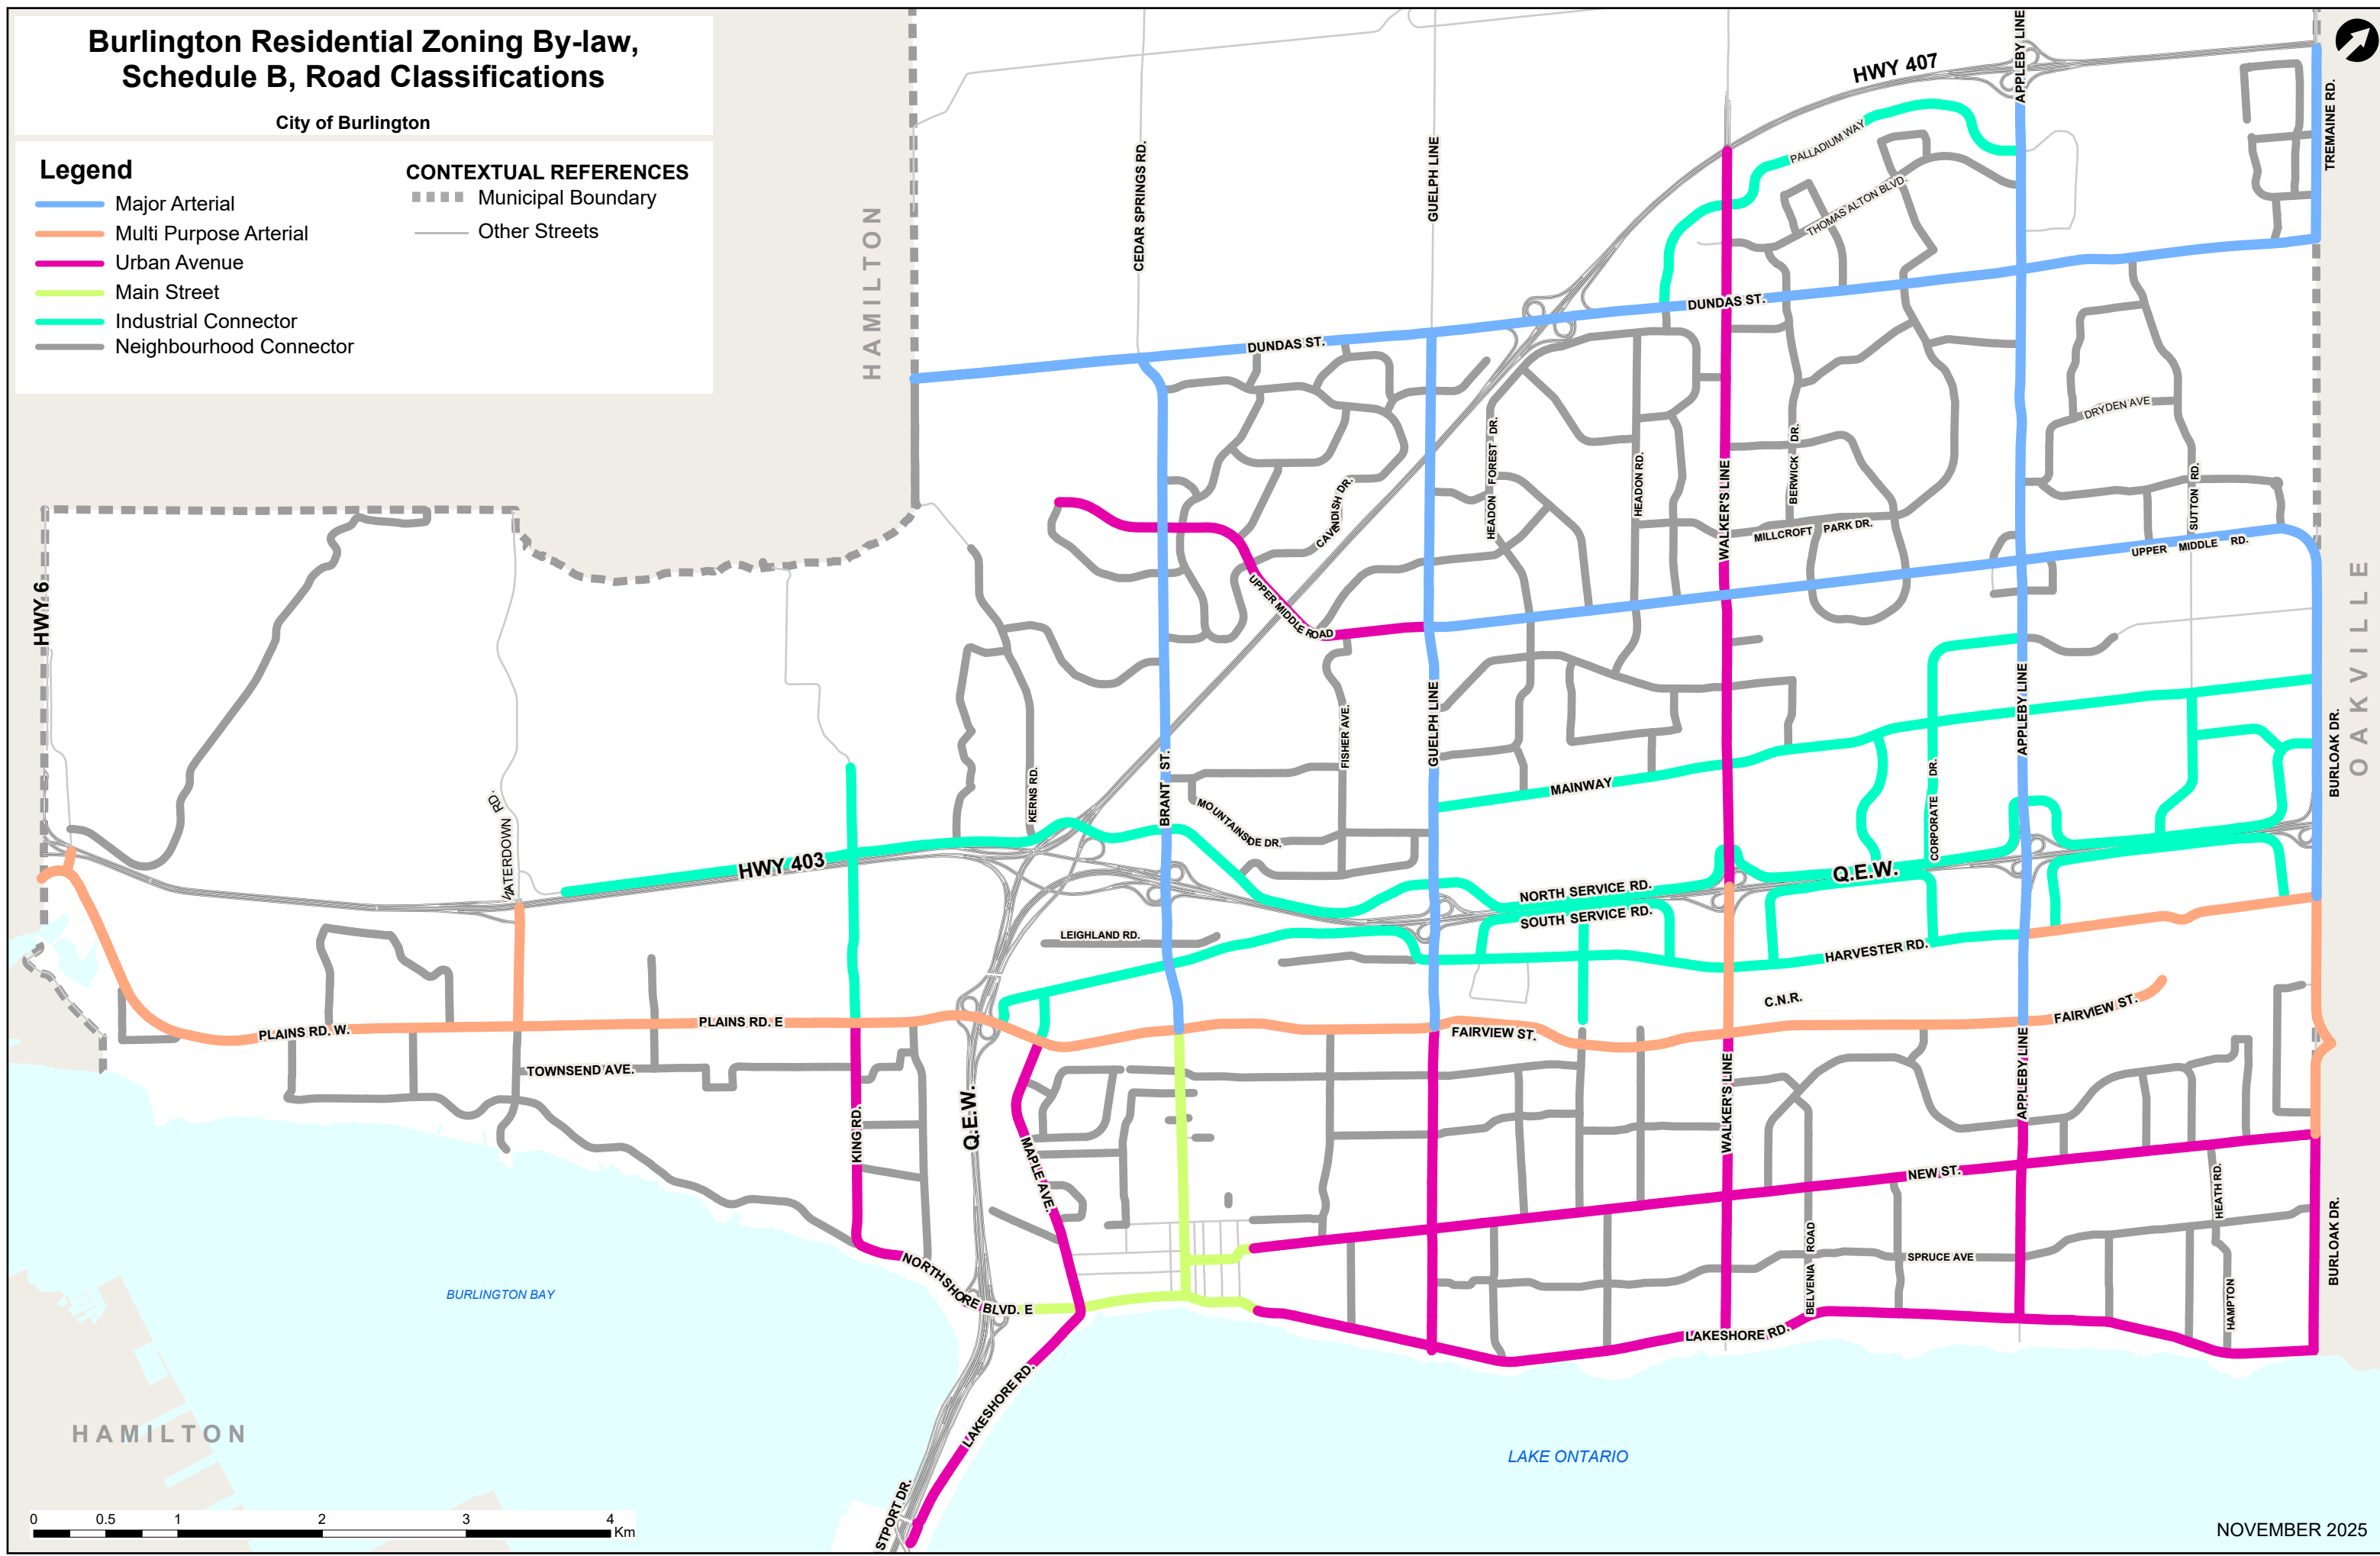 Burlington Residential Zoning By-law,
Schedule B, Road Classifications
City of Burlington
Legend
Major Arterial
Multi Purpose Arterial
Urban Avenue
Main Street
Industrial Connector
Neighbourhood Connector
CONTEXTUAL REFERENCES
Municipal Boundary
Other Streets
HAMILTON
CEDAR SPRINGS RD.
GUELPH LINE
HWY 407
APPLEBY LINE
TREMAINE RD.
PALLADIUM WAY
THOMAS ALTON BLVD.
DUNDAS ST.
DUNDAS ST.
HEADON FOREST DR.
HEADON RD.
WALKER'S LINE
BERWICK DR.
DRYDEN AVE
SUTTON RD.
CAVENDISH DR.
MILLCROFT PARK DR.
UPPER MIDDLE RD.
UPPER MIDDLE ROAD
HWY 6
OAKVILLE
KERNS RD.
BRANT ST.
FISHER AVE.
GUELPH LINE
MAINWAY
CORPORATE DR.
APPLEBY LINE
BURLOAK DR.
WATERDOWN RD.
MOUNTAINSDE DR.
HWY 403
NORTH SERVICE RD.
Q.E.W.
SOUTH SERVICE RD.
LEIGHLAND RD.
HARVESTER RD.
C.N.R.
PLAINS RD. W.
PLAINS RD. E
FAIRVIEW ST.
FAIRVIEW ST.
TOWNSEND AVE.
KING RD.
Q.E.W.
MAPLE AVE.
WALKER'S LINE
APPLEBY LINE
NEW ST.
HEATH RD.
BURLOAK DR.
BELVENIA ROAD
SPRUCE AVE
HAMPTON
NORTH SHORE BLVD. E
BURLINGTON BAY
LAKESHORE RD.
LAKESHORE RD.
HAMILTON
LAKE ONTARIO
STPORT DR.
0 0.5 1 2 3 4
Km
NOVEMBER 2025